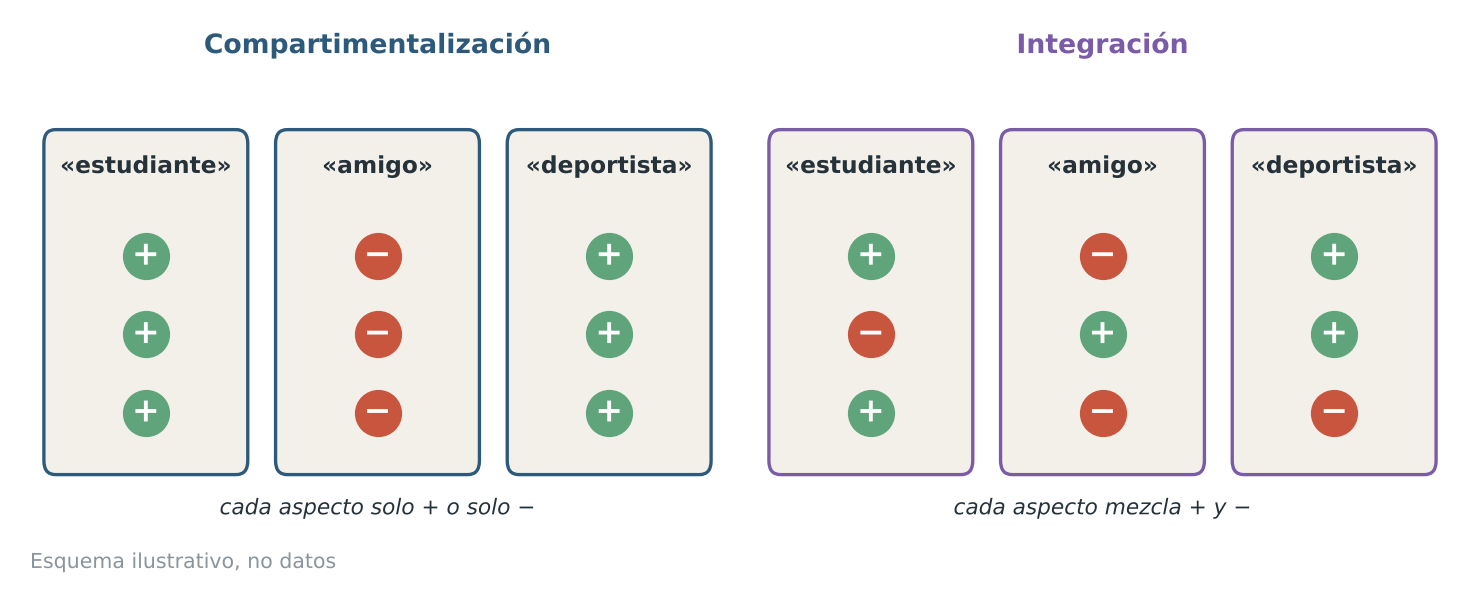 Compartimentalización
Integración
«estudiante» «amigo» «deportista» «estudiante» «amigo» «deportista»
+ − + + − +
+ − + − + +
+ − + + − −
cada aspecto solo + o solo −
cada aspecto mezcla + y −
Esquema ilustrativo, no datos